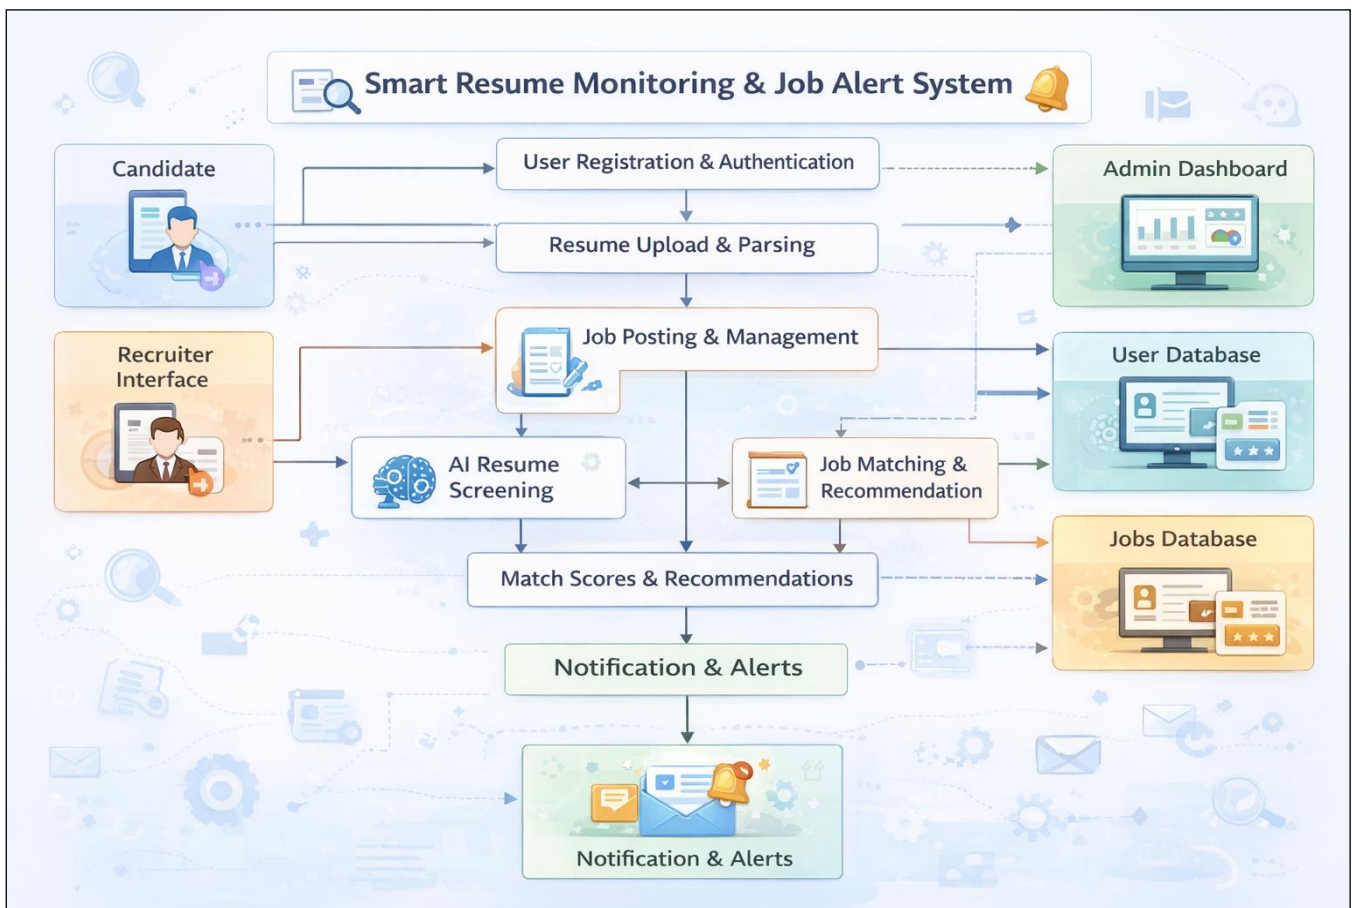 Smart Resume Monitoring & Job Alert System
Candidate
User Registration & Authentication
Admin Dashboard
Resume Upload & Parsing
Recruiter
Interface
Job Posting & Management
User Database
AI Resume
Screening
Job Matching &
Recommendation
Jobs Database
Match Scores & Recommendations
Notification & Alerts
Notification & Alerts